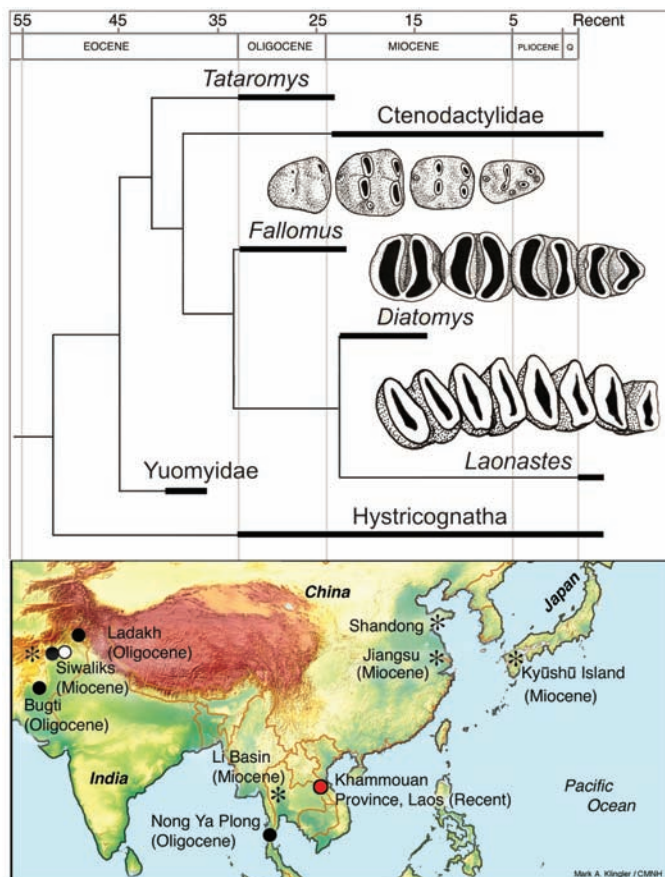 55 45 35 25 15 5 Recent
EOCENE OLIGOCENE MIOCENE PLIOCENE Q
Tataromys
Ctenodactylidae
Fallomus
Diatomys
Laonastes
Yuomyidae
Hystricognatha
China
Japan
Ladakh
(Oligocene)
Shandong
Siwaliks
(Miocene)
Jiangsu
(Miocene)
Kyūshū Island
(Miocene)
Bugti
(Oligocene)
India
Li Basin
(Miocene)
Khammouan
Province, Laos (Recent)
Pacific
Ocean
Nong Ya Plong
(Oligocene)
Mark A. Klingler / CMNH